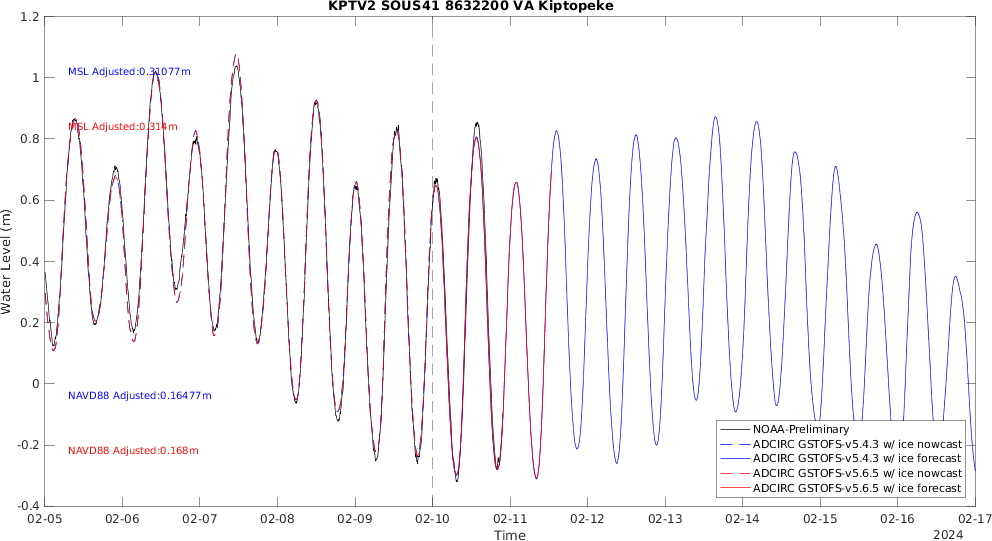 KPTV2 SOUS41 8632200 VA Kiptopeke
1.2
1
0.8
0.6
0.4
0.2
0
-0.2
-0.4
Water Level (m)
MSL Adjusted:0.31077m
MSL Adjusted:0.314m
NAVD88 Adjusted:0.16477m
NAVD88 Adjusted:0.168m
NOAA-Preliminary
ADCIRC GSTOFS-v5.4.3 w/ ice nowcast
ADCIRC GSTOFS-v5.4.3 w/ ice forecast
ADCIRC GSTOFS-v5.6.5 w/ ice nowcast
ADCIRC GSTOFS-v5.6.5 w/ ice forecast
02-05 02-06 02-07 02-08 02-09 02-10 02-11 02-12 02-13 02-14 02-15 02-16 02-17
Time
2024